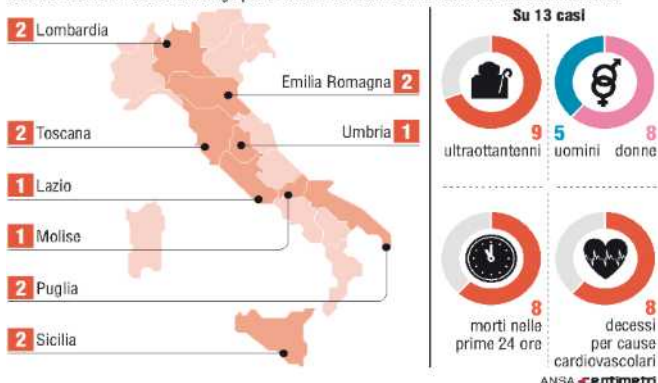 Su 13 casi
2 Lombardia
Emilia Romagna 2
2 Toscana
Umbria 1
1 Lazio
1 Molise
2 Puglia
2 Sicilia
9
ultraottantenni
5
uomini
8
donne
8
morti nelle
prime 24 ore
8
decessi
per cause
cardiovascolari
ANSA centimetri